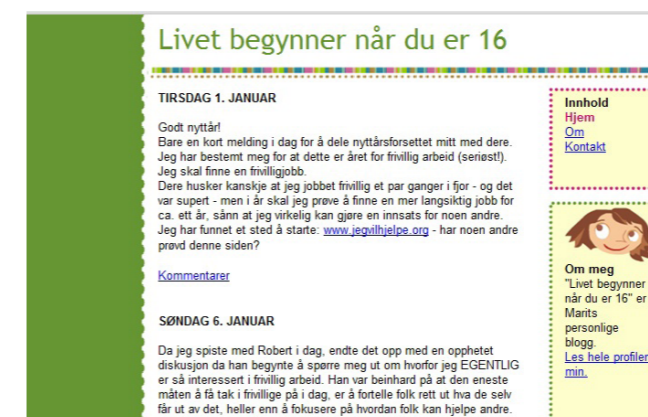 Livet begynner når du er 16
TIRSDAG 1. JANUAR
Godt nyttår!
Bare en kort melding i dag for å dele nyttårsforsettet mitt med dere.
Jeg har bestemt meg for at dette er året for frivillig arbeid (seriøst!).
Jeg skal finne en frivilligjobb.
Dere husker kanskje at jeg jobbet frivillig et par ganger i fjor - og det
var supert - men i år skal jeg prøve å finne en mer langsiktig jobb for
ca. ett år, sånn at jeg virkelig kan gjøre en innsats for noen andre.
Jeg har funnet et sted å starte: www.jegvilhjelpe.org - har noen andre
prøvd denne siden?
Kommentarer
SØNDAG 6. JANUAR
Da jeg spiste med Robert i dag, endte det opp med en opphetet
diskusjon da han begynte å spørre meg ut om hvorfor jeg EGENTLIG
er så interessert i frivillig arbeid. Han var beinhard på at den eneste
måten å få tak i frivillige på i dag, er å fortelle folk rett ut hva de selv
får ut av det, heller enn å fokusere på hvordan folk kan hjelpe andre.
Innhold
Hjem
Om
Kontakt
Om meg
"Livet begynner
når du er 16" er
Marits
personlige
blogg.
Les hele profilen
min.